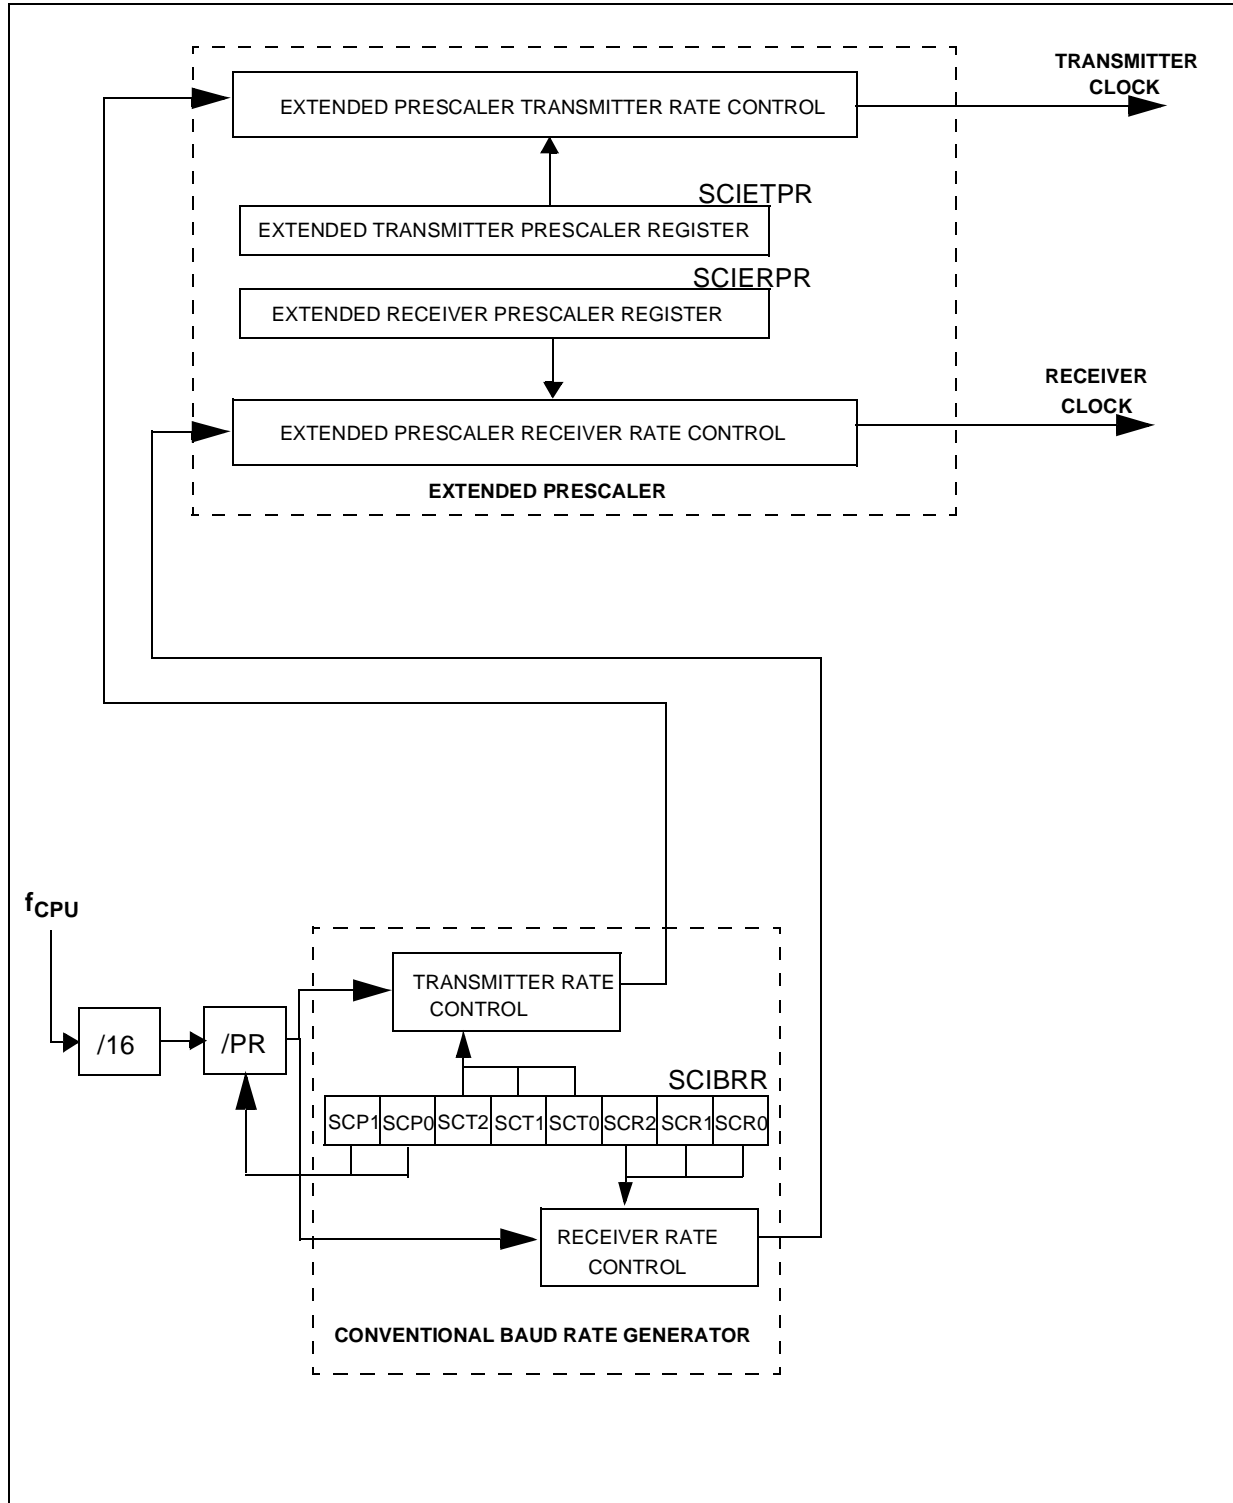 TRANSMITTER
CLOCK
EXTENDED PRESCALER TRANSMITTER RATE CONTROL
SCIETPR
EXTENDED TRANSMITTER PRESCALER REGISTER
SCIERPR
EXTENDED RECEIVER PRESCALER REGISTER
RECEIVER
CLOCK
EXTENDED PRESCALER RECEIVER RATE CONTROL
EXTENDED PRESCALER
fCPU
TRANSMITTER RATE
CONTROL
/16
/PR
SCIBRR
SCP1 SCP0 SCT2 SCT1 SCT0 SCR2 SCR1 SCR0
RECEIVER RATE
CONTROL
CONVENTIONAL BAUD RATE GENERATOR